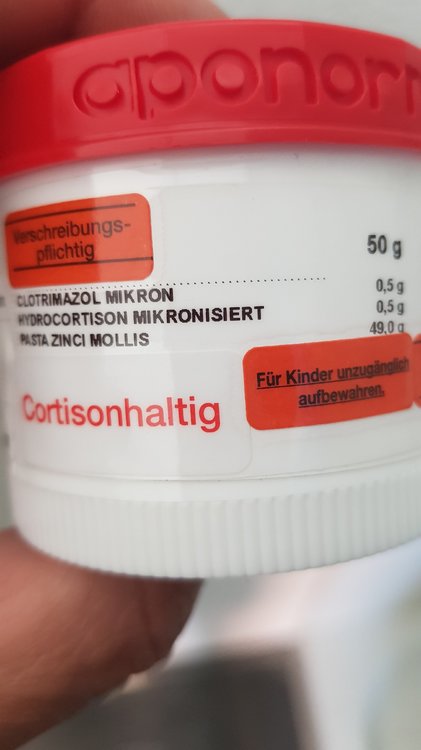 aponorm
Verschreibungs-
pflichtig
50 g
CLOTRIMAZOL MIKRON 0,5 g
HYDROCORTISON MIKRONISIERT 0,5 g
PASTA ZINCI MOLLIS 49,0 g
Für Kinder unzugänglich
aufbewahren.
Cortisonhaltig